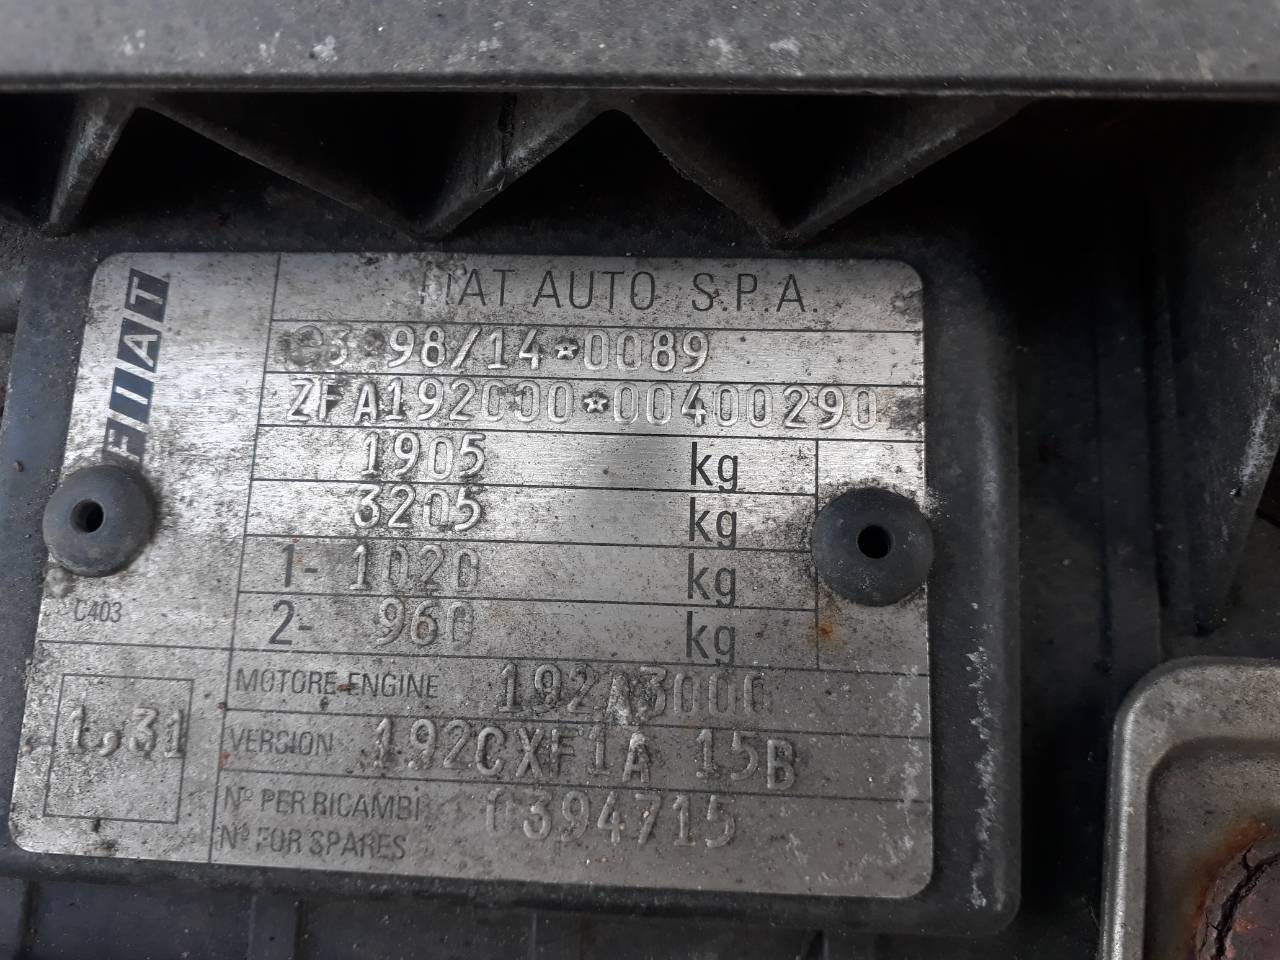 FIAT
FIAT AUTO S.P.A.
e3*98/14*0089
ZFA192000*00400290
1905 kg
3205 kg
1- 1020 kg
2- 960 kg
C403
MOTORE-ENGINE 192A3000
1,31
VERSION 192CXF1A 15B
Nº PER RICAMBI
Nº FOR SPARES 0394715